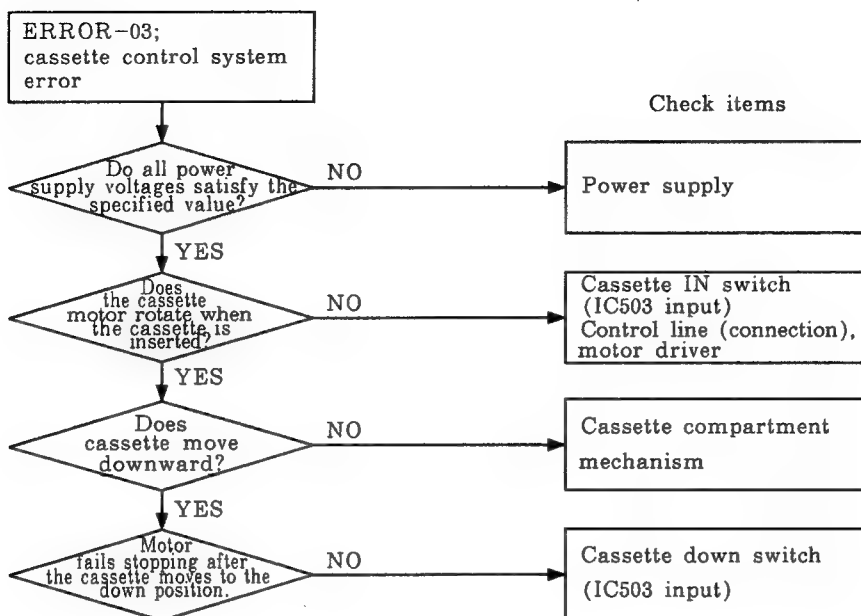 ERROR-03;
cassette control system
error
Check items
Do all power
supply voltages satisfy the
specified value?
NO
Power supply
YES
Does
the cassette
motor rotate when
the cassette is
inserted?
NO
Cassette IN switch
(IC503 input)
Control line (connection),
motor driver
YES
Does
cassette move
downward?
NO
Cassette compartment
mechanism
YES
Motor
fails stopping after
the cassette moves to the
down position.
NO
Cassette down switch
(IC503 input)